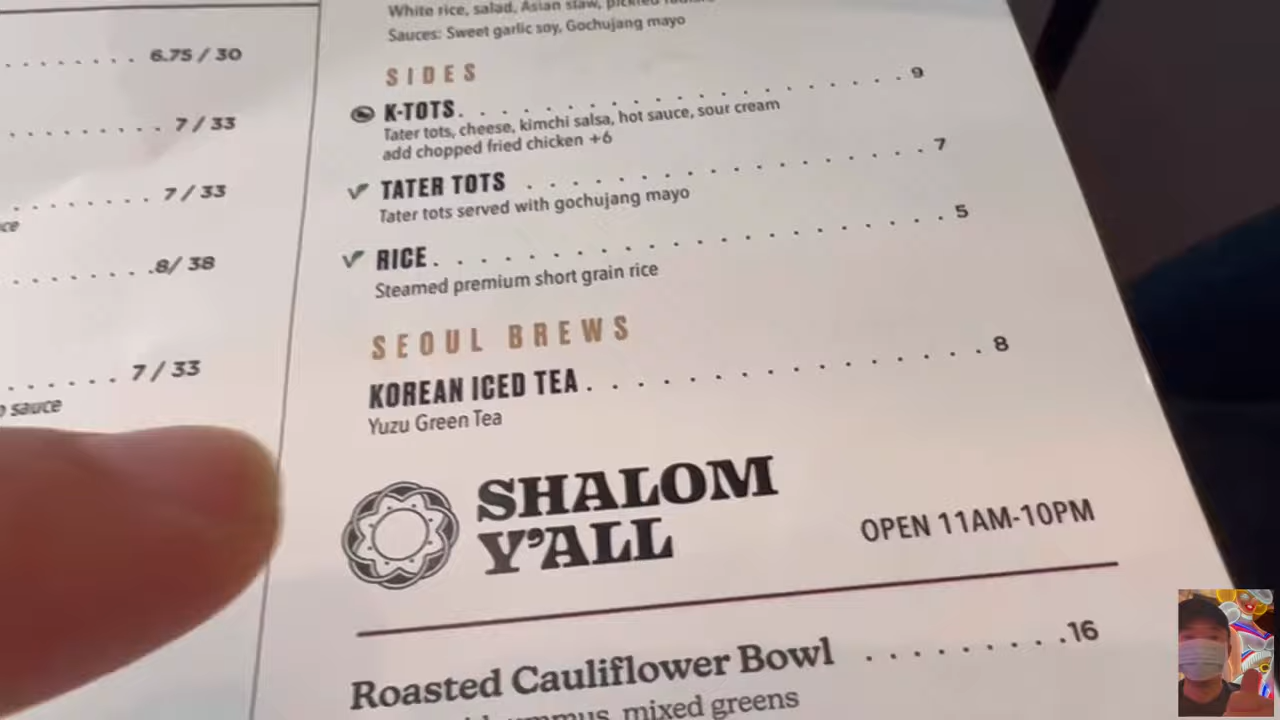 6.75 / 30
7 / 33
7 / 33
.8/ 38
7 / 33
sauce
White rice, salad, Asian slaw, pickled
Sauces: Sweet garlic soy, Gochujang mayo
SIDES
K-TOTS. . . . . . . . . . . . . . . . . . . 9
Tater tots, cheese, kimchi salsa, hot sauce, sour cream
add chopped fried chicken +6
TATER TOTS . . . . . . . . . . . . . . . . . 7
Tater tots served with gochujang mayo
RICE. . . . . . . . . . . . . . . . . . . . . . 5
Steamed premium short grain rice
SEOUL BREWS
KOREAN ICED TEA. . . . . . . . . . . . . . . . 8
Yuzu Green Tea
SHALOM
Y'ALL
OPEN 11AM-10PM
Roasted Cauliflower Bowl . . . . . . . . . .16
mixed greens